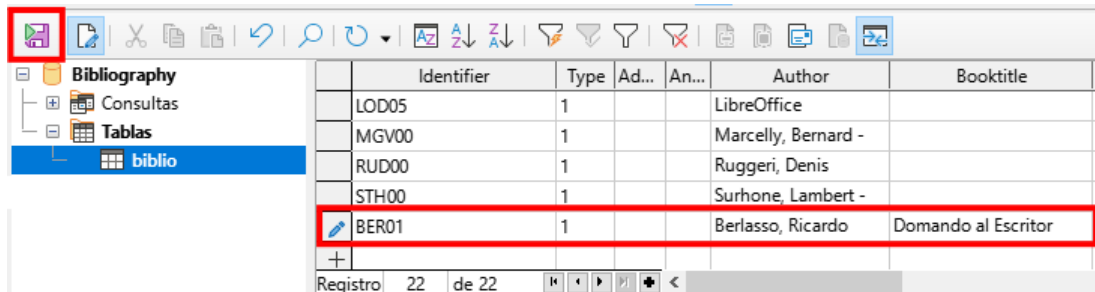 Bibliography
Consultas
Tablas
biblio
Identifier Type Ad... An... Author Booktitle
LOD05 1 LibreOffice
MGV00 1 Marcelly, Bernard -
RUD00 1 Ruggeri, Denis
STH00 1 Surhone, Lambert -
BER01 1 Berlasso, Ricardo Domando al Escritor
Registro 22 de 22